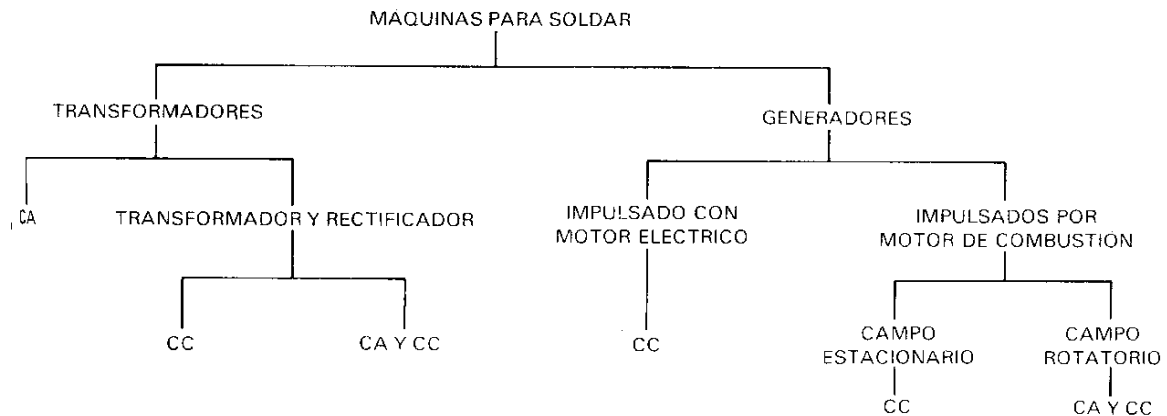 MAQUINAS PARA SOLDAR
TRANSFORMADORES
GENERADORES
CA
TRANSFORMADOR Y RECTIFICADOR
IMPULSADO CON
MOTOR ELECTRICO
IMPULSADOS POR
MOTOR DE COMBUSTIÓN
CC
CA Y CC
CC
CAMPO
ESTACIONARIO
CAMPO
ROTATORIO
CC
CA Y CC